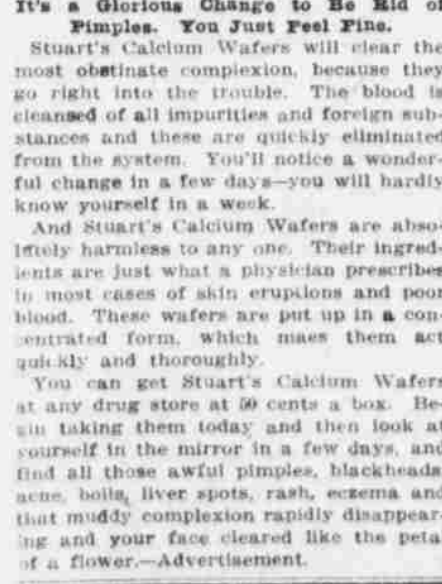 It's a Glorious Change to Be Rid of
Pimples. You Just Feel Fine.
Stuart's Calcium Wafers will clear the
most obstinate complexion, because they
go right into the trouble. The blood is
cleansed of all impurities and foreign sub-
stances and these are quickly eliminated
from the system. You'll notice a wonder-
ful change in a few days—you will hardly
know yourself in a week.
And Stuart's Calcium Wafers are abso-
lutely harmless to any one. Their ingred-
ients are just what a physician prescribes
in most cases of skin eruptions and poor
blood. These wafers are put up in a con-
centrated form, which maes them act
quickly and thoroughly.
You can get Stuart's Calcium Wafers
at any drug store at 50 cents a box. Be-
gin taking them today and then look at
yourself in the mirror in a few days, and
find all those awful pimples, blackheads
acne, boils, liver spots, rash, eczema and
that muddy complexion rapidly disappear-
ing and your face cleared like the petal
of a flower.—Advertisement.